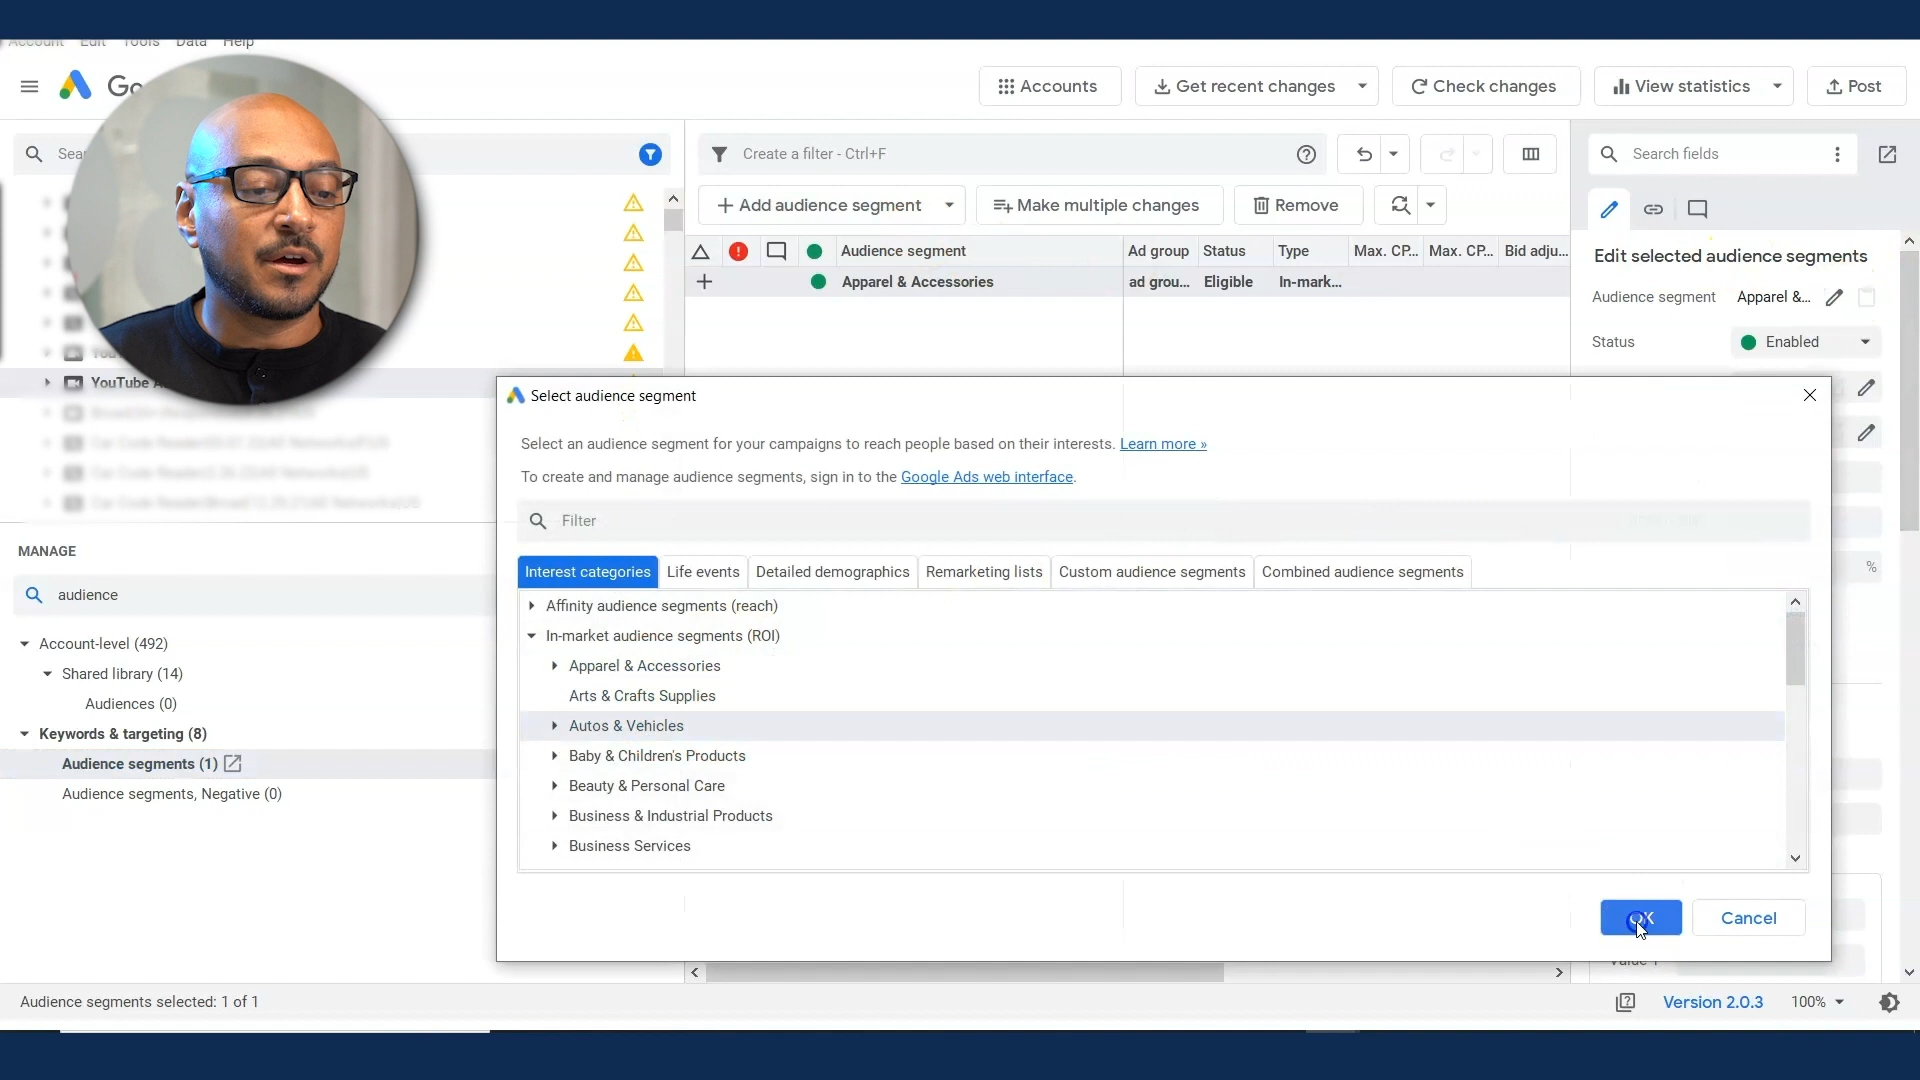 Account Edit Tools Data Help
Go
Accounts
Get recent changes
Check changes
View statistics
Post
Create a filter - Ctrl+F
Search fields
Add audience segment
Make multiple changes
Remove
Audience segment Ad group Status Type Max. CP... Max. CP... Bid adju...
Apparel & Accessories ad grou... Eligible In-mark...
Edit selected audience segments
Audience segment Apparel &...
Status Enabled
YouTube
Select audience segment
Select an audience segment for your campaigns to reach people based on their interests. Learn more »
To create and manage audience segments, sign in to the Google Ads web interface.
Filter
Interest categories Life events Detailed demographics Remarketing lists Custom audience segments Combined audience segments
Affinity audience segments (reach)
In-market audience segments (ROI)
Apparel & Accessories
Arts & Crafts Supplies
Autos & Vehicles
Baby & Children's Products
Beauty & Personal Care
Business & Industrial Products
Business Services
OK
Cancel
%
MANAGE
audience
Account-level (492)
Shared library (14)
Audiences (0)
Keywords & targeting (8)
Audience segments (1)
Audience segments, Negative (0)
Audience segments selected: 1 of 1
Version 2.0.3
100%